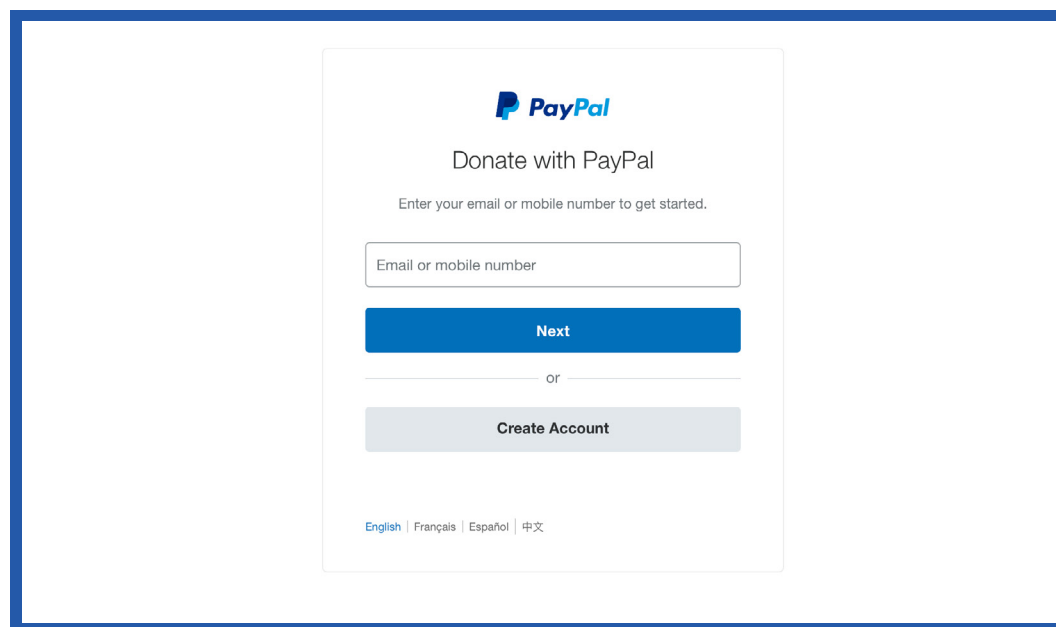 PayPal
Donate with PayPal
Enter your email or mobile number to get started.
Email or mobile number
Next
or
Create Account
English | Français | Español | 中文